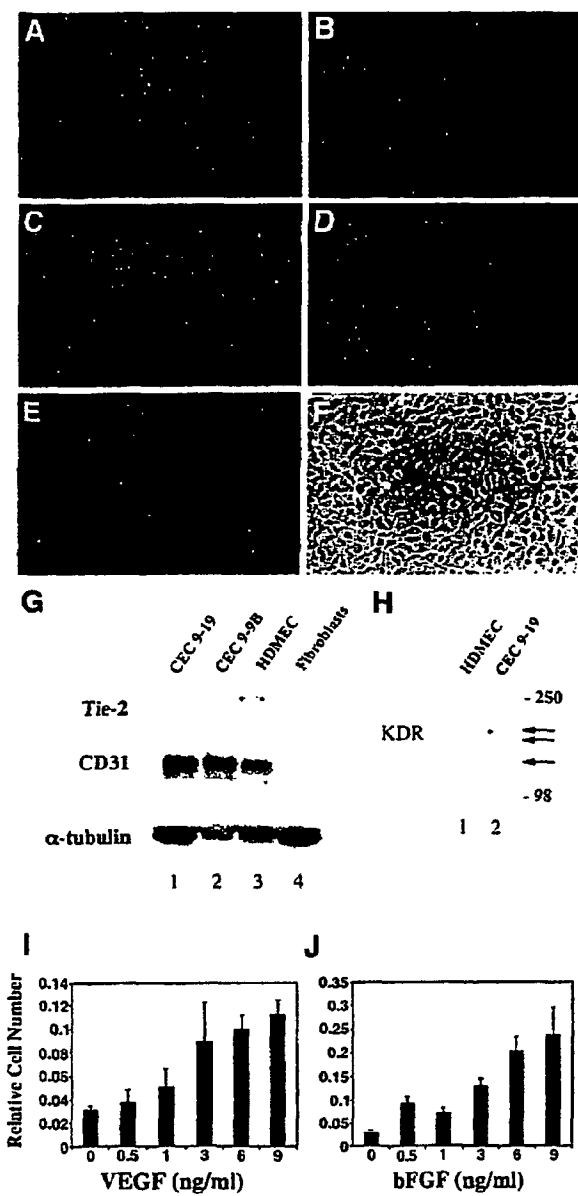 A
B
C
D
E
F
G
CEC 9-19
CEC 9-9B
HDMEC
Fibroblasts
Tie-2
CD31
α-tubulin
1 2 3 4
H
HDMEC
CEC 9-19
- 250
KDR
- 98
1 2
I
Relative Cell Number
0.14
0.12
0.1
0.08
0.06
0.04
0.02
0
0 0.5 1 3 6 9
VEGF (ng/ml)
J
0.35
0.3
0.25
0.2
0.15
0.1
0.05
0
0 0.5 1 3 6 9
bFGF (ng/ml)